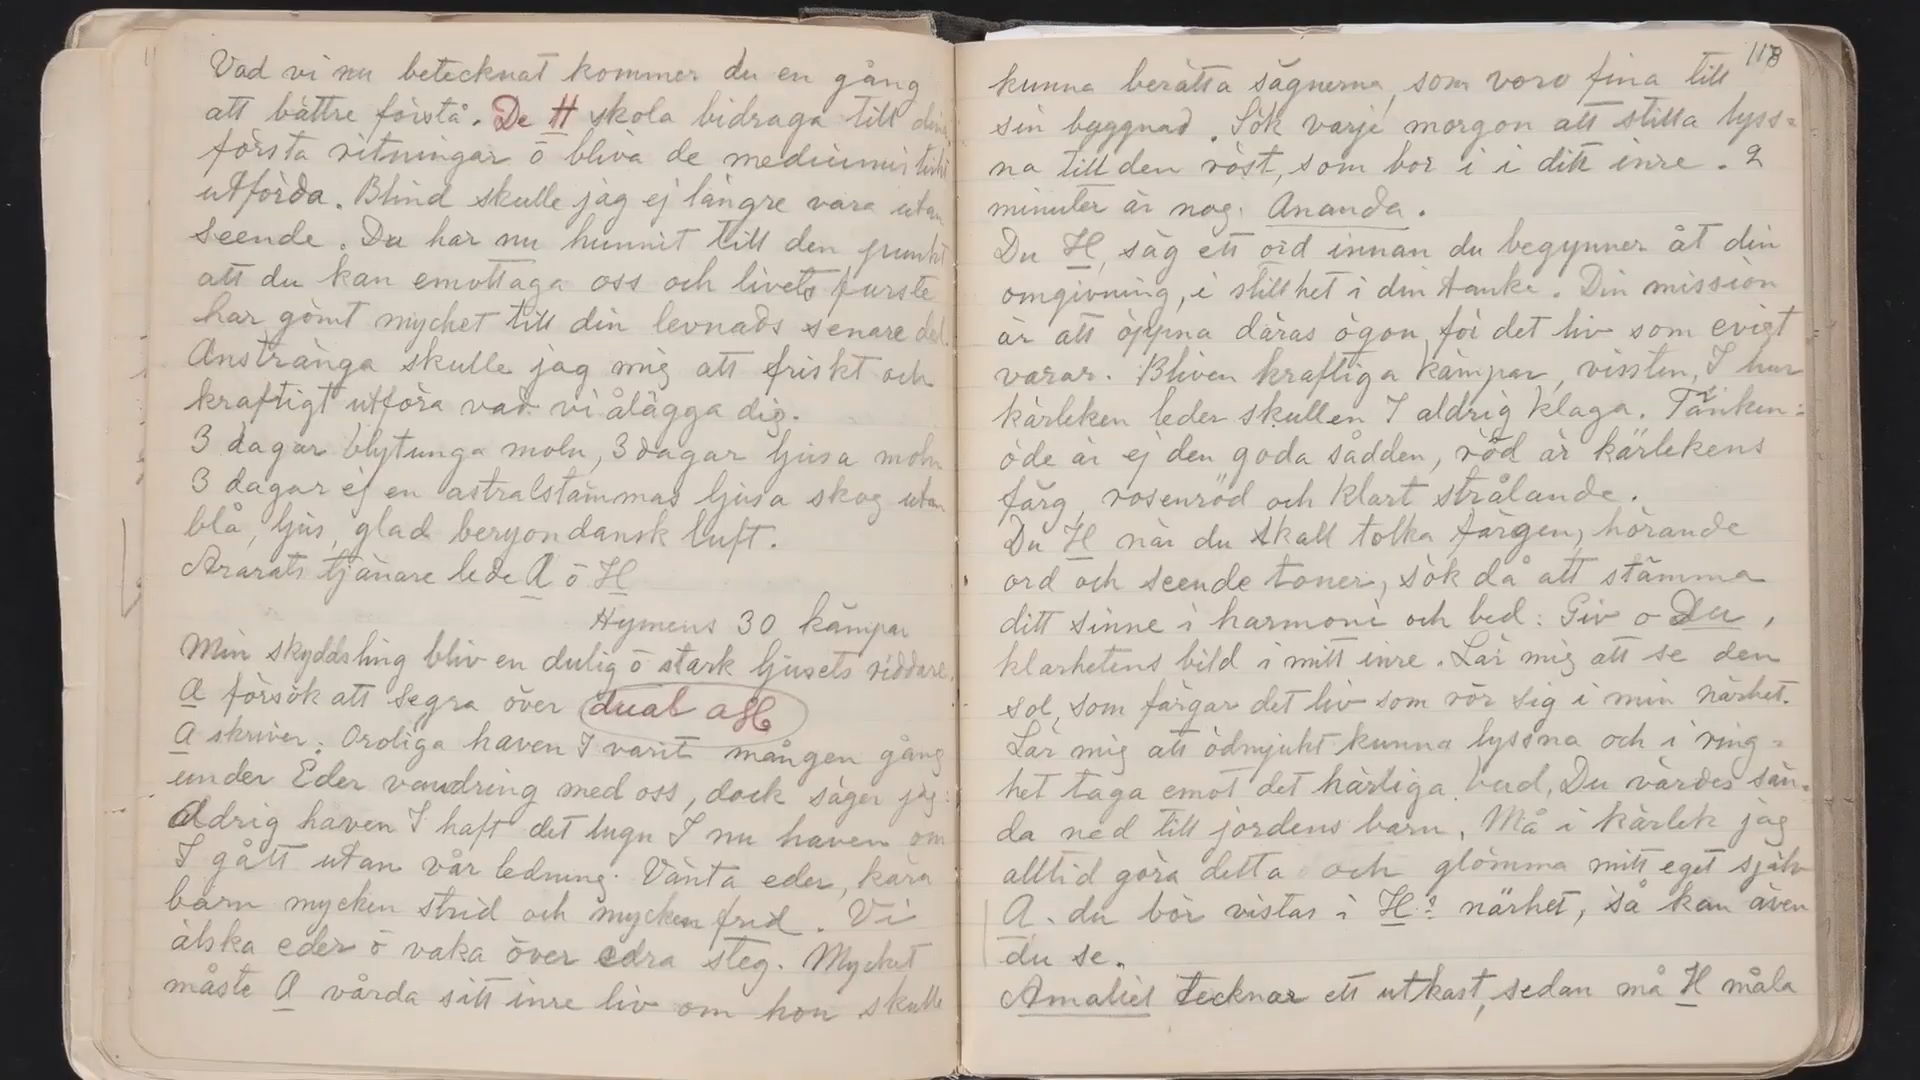 Vad vi nu betecknat kommer du en gång
att bättre förstå. De H skola bidraga till dina
första ritningar ō bliva de mediumistiskt
utförda. Blind skulle jag ej längre vara utan
seende. Du har nu hunnit till den punkt
att du kan emottaga oss och livets furste
har gömt mycket till din levnads senare del.
Anstränga skulle jag mig att friskt och
kraftigt utföra vad vi ålägga dig.
3 dagar blytunga moln, 3 dagar ljusa moln
3 dagar ej en astralstämmas ljusa skog utan
blå, ljus, glad beryondansk luft.
Ararats tjänare lede A ō H
Hymens 30 kämpar
Min skyddsling bliv en dulig ō stark ljusets riddare.
A försök att segra över dual aH
A skriver: Oroliga haven I varit mången gång
under Eder vandring med oss, dock säger jag:
aldrig haven I haft det lugn I nu haven om
I gått utan vår ledning. Vänta eder, kära
barn mycken strid och mycken frid. Vi
älska eder ō vaka över edra steg. Mycket
måste A vårda sitt inre liv om hon skulle
118
kunna berätta sägnerna, som voro fina till
sin byggnad. Sök varje morgon att stilla lyss=
na till den röst, som bor i i ditt inre. 2
minuter är nog. Ananda.
Du H, säg ett ord innan du begynner åt din
omgivning, i stillhet i din tanke. Din mission
är att öppna däras ögon för det liv som evigt
varar. Bliven kraftiga kämpar, vissten, I hur
kärleken leder skullen I aldrig klaga. Tänken:
öde är ej den goda sådden, röd är kärlekens
färg, rosenröd och klart strålande.
Du H när du skall tolka färgen, hörande
ord och seende toner, sök då att stämma
ditt sinne i harmoni och bed: Giv o Du,
klarhetens bild i mitt inre. Lär mig att se den
sol, som färgar det liv som rör sig i min närhet.
Lär mig att ödmjukt kunna lyssna och i ring=
het taga emot det härliga bud, Du värdes sän=
da ned till jordens barn. Må i kärlek jag
alltid göra detta och glömma mitt eget själv
A. du bör vistas i H:s närhet, så kan även
du se.
Amaliel tecknar ett utkast, sedan må H måla